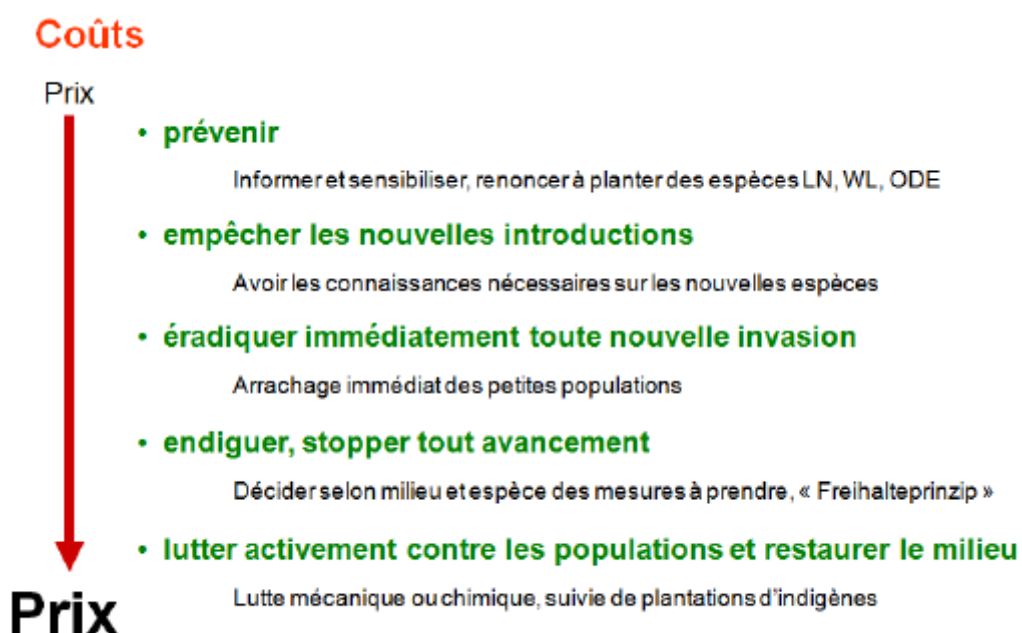 Coûts
Prix
• prévenir
Informer et sensibiliser, renoncer à planter des espèces LN, WL, ODE
• empêcher les nouvelles introductions
Avoir les connaissances nécessaires sur les nouvelles espèces
• éradiquer immédiatement toute nouvelle invasion
Arrachage immédiat des petites populations
• endiguer, stopper tout avancement
Décider selon milieu et espèce des mesures à prendre, « Freihalteprinzip »
• lutter activement contre les populations et restaurer le milieu
Lutte mécanique ou chimique, suivie de plantations d'indigènes
Prix